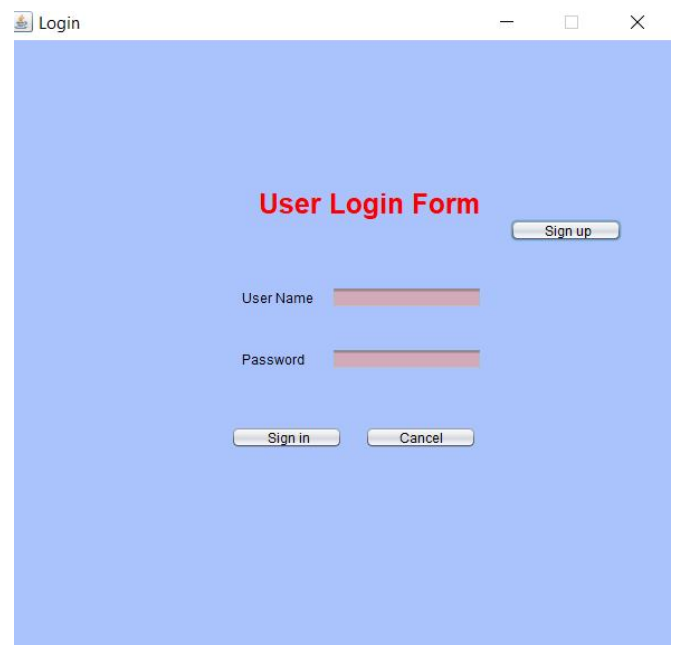 Login
User Login Form
Sign up
User Name
Password
Sign in Cancel